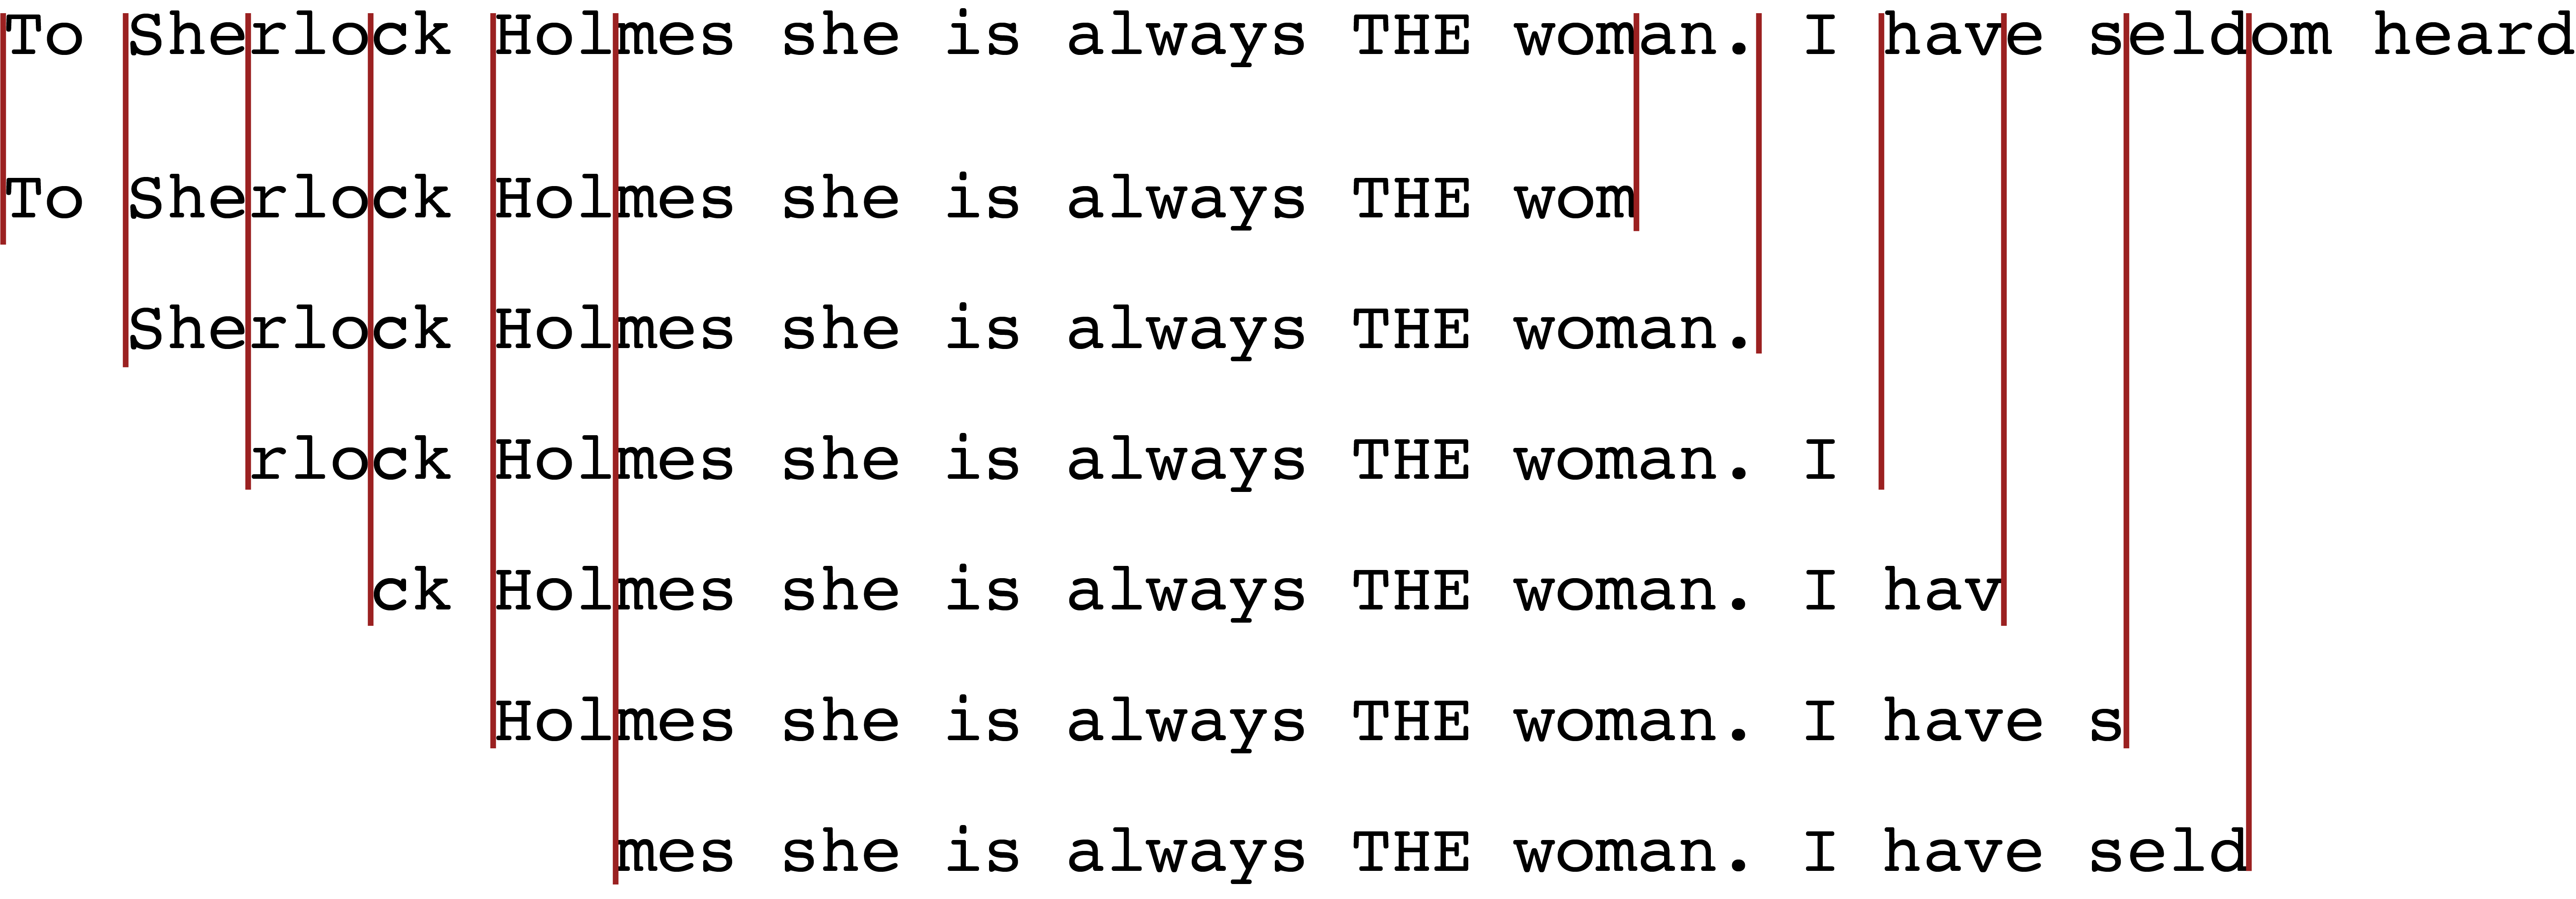 To Sherlock Holmes she is always THE woman. I have seldom heard
To Sherlock Holmes she is always THE wom
Sherlock Holmes she is always THE woman.
rlock Holmes she is always THE woman. I
ck Holmes she is always THE woman. I hav
Holmes she is always THE woman. I have s
mes she is always THE woman. I have seld